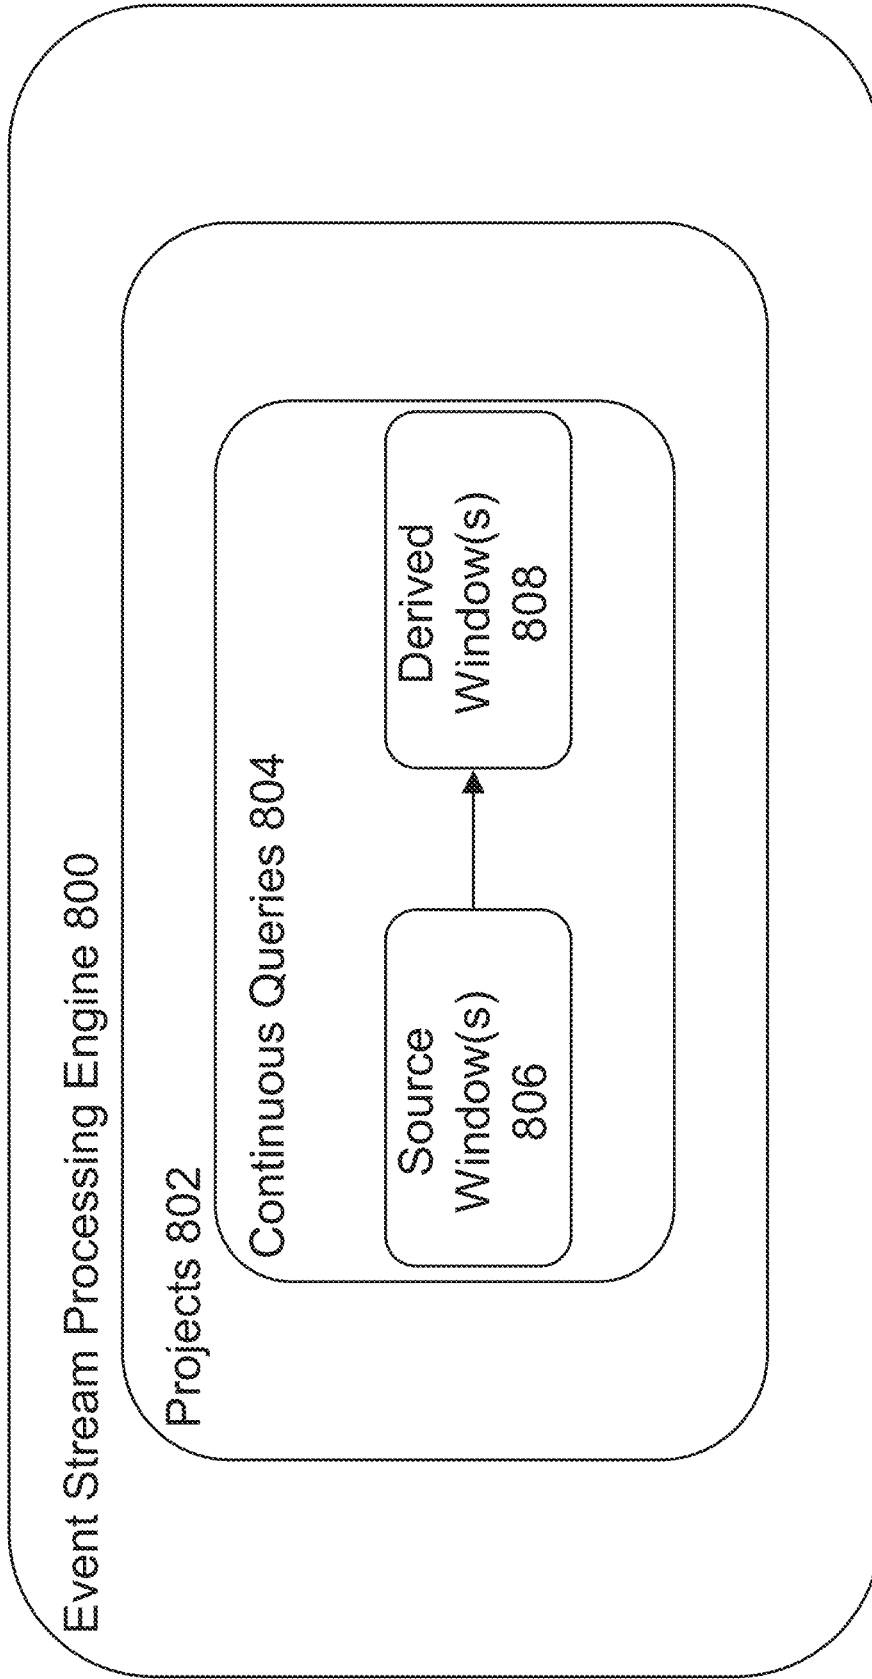 Event Stream Processing Engine 800
Projects 802
Continuous Queries 804
Source
Window(s)
806
Derived
Window(s)
808